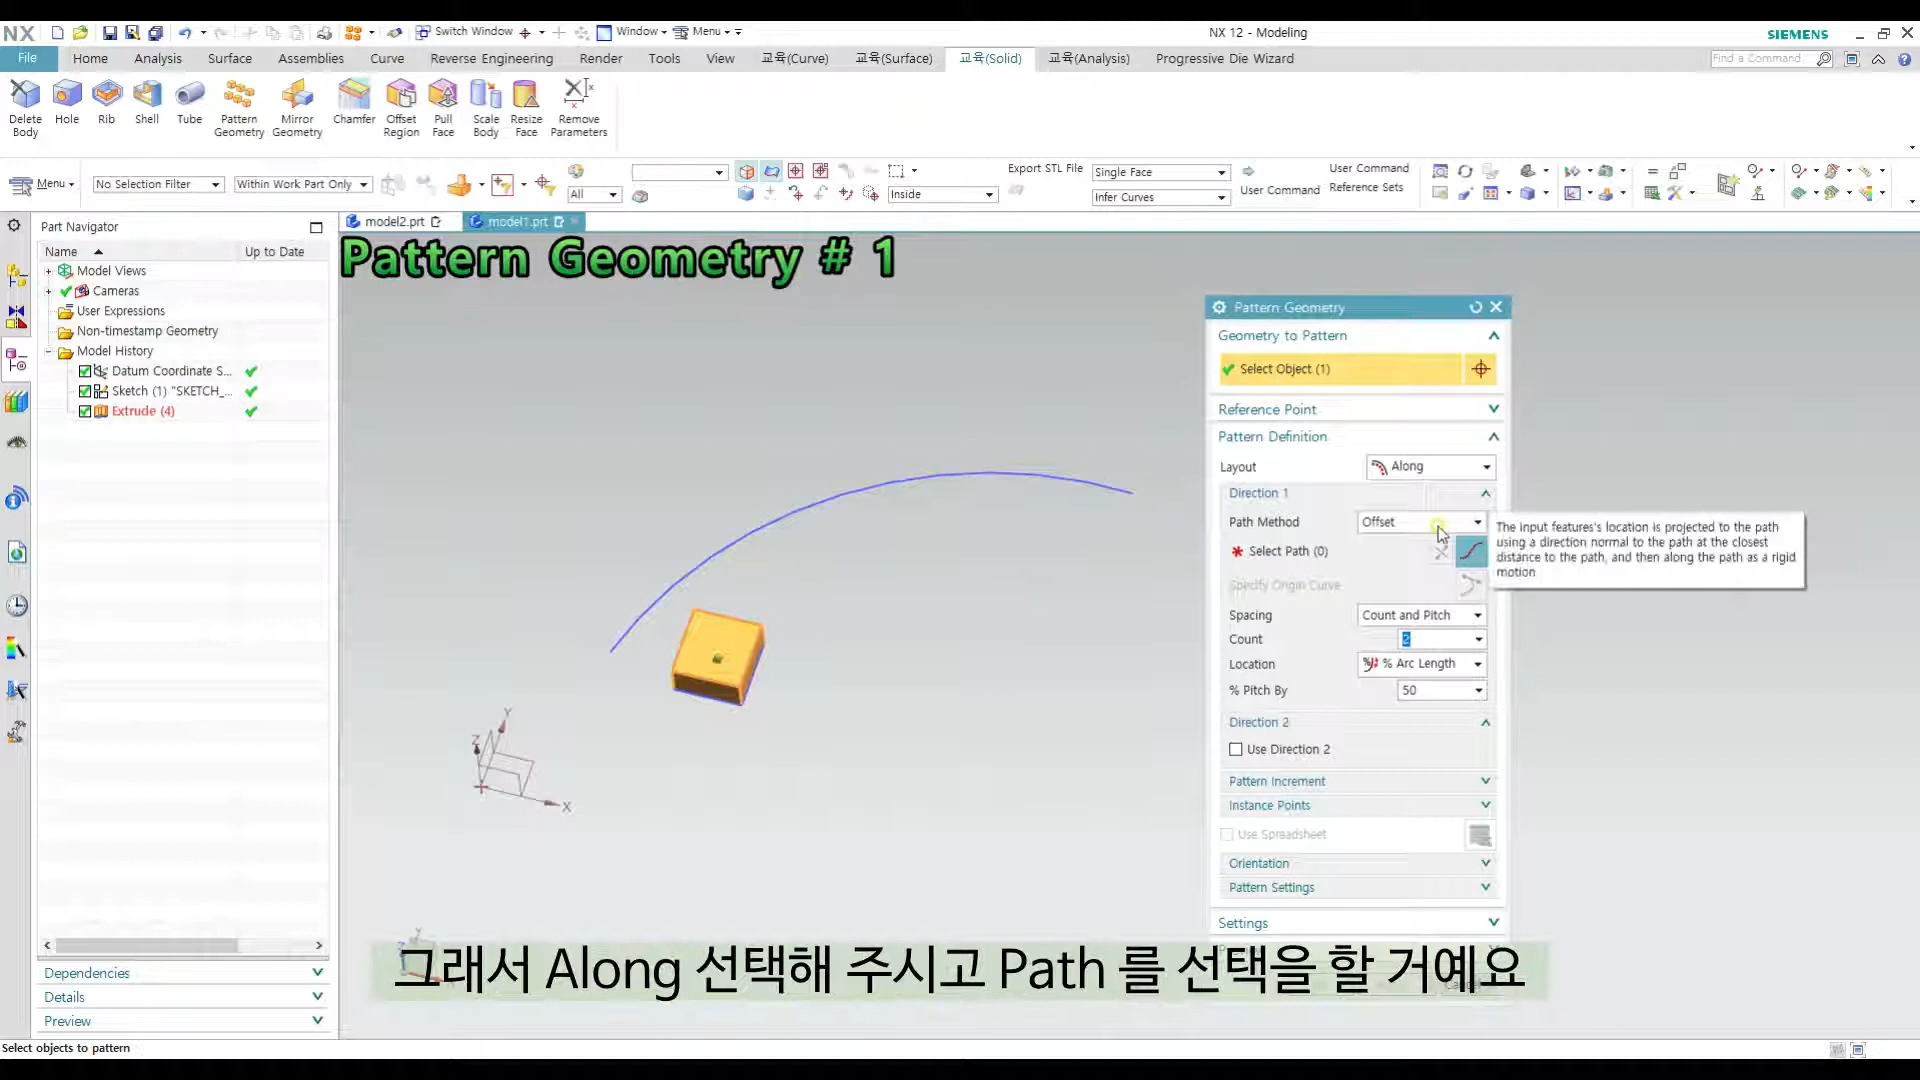 NX
Switch Window
Window
Menu
NX 12 - Modeling
SIEMENS
File
Home
Analysis
Surface
Assemblies
Curve
Reverse Engineering
Render
Tools
View
교육(Curve)
교육(Surface)
교육(Solid)
교육(Analysis)
Progressive Die Wizard
Find a Command
Delete Body
Hole
Rib
Shell
Tube
Pattern Geometry
Mirror Geometry
Chamfer
Offset Region
Pull Face
Scale Body
Resize Face
Remove Parameters
Menu
No Selection Filter
Within Work Part Only
All
Inside
Export STL File
Single Face
Infer Curves
User Command
User Command
Reference Sets
Part Navigator
model2.prt
model1.prt
Name
Up to Date
Model Views
Cameras
User Expressions
Non-timestamp Geometry
Model History
Datum Coordinate S...
Sketch (1) "SKETCH_...
Extrude (4)
Dependencies
Details
Preview
Pattern Geometry # 1
Y
Z
X
Pattern Geometry
Geometry to Pattern
Select Object (1)
Reference Point
Pattern Definition
Layout
Along
Direction 1
Path Method
Offset
Select Path (0)
Specify Origin Curve
Spacing
Count and Pitch
Count
2
Location
% Arc Length
% Pitch By
50
Direction 2
Use Direction 2
Pattern Increment
Instance Points
Use Spreadsheet
Orientation
Pattern Settings
Settings
The input features's location is projected to the path
using a direction normal to the path at the closest
distance to the path, and then along the path as a rigid
motion
그래서 Along 선택해 주시고 Path 를 선택을 할 거예요
Select objects to pattern